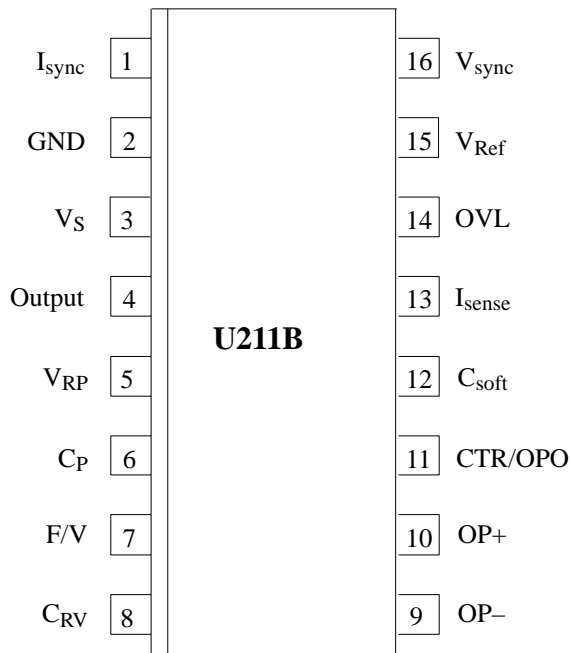 I_sync 1 16 V_sync
GND 2 15 V_Ref
V_S 3 14 OVL
Output 4 13 I_sense
U211B
V_RP 5 12 C_soft
C_P 6 11 CTR/OPO
F/V 7 10 OP+
C_RV 8 9 OP–